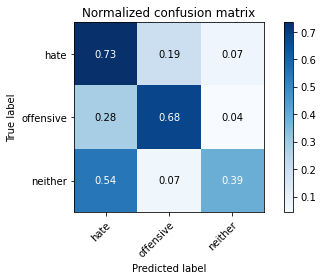 Normalized confusion matrix
True label
hate
0.73 0.19 0.07
offensive
0.28 0.68 0.04
neither
0.54 0.07 0.39
hate offensive neither
Predicted label
0.7
0.6
0.5
0.4
0.3
0.2
0.1